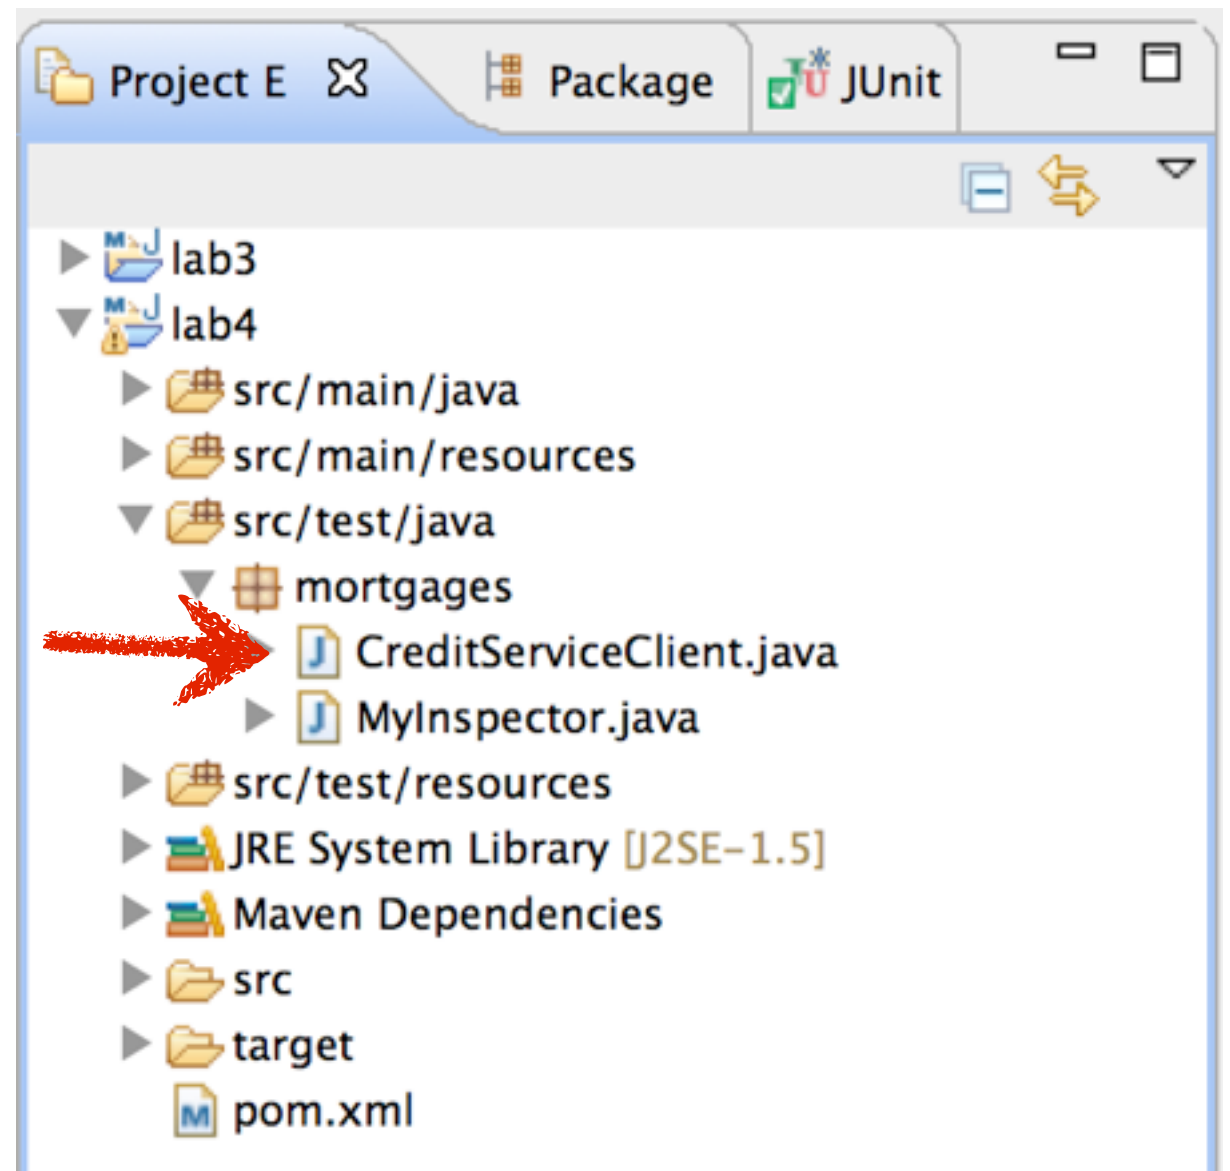 Project E Package JUnit
lab3
lab4
src/main/java
src/main/resources
src/test/java
mortgages
CreditServiceClient.java
MyInspector.java
src/test/resources
JRE System Library [J2SE-1.5]
Maven Dependencies
src
target
pom.xml